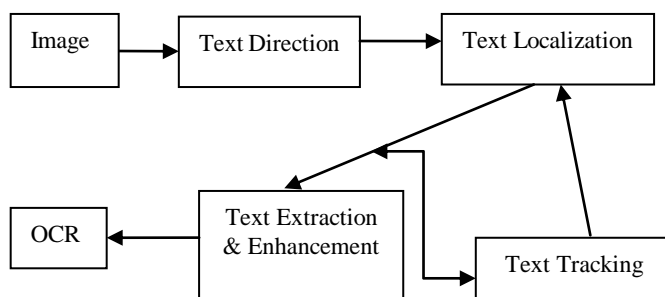 Image
Text Direction
Text Localization
Text Extraction
& Enhancement
OCR
Text Tracking